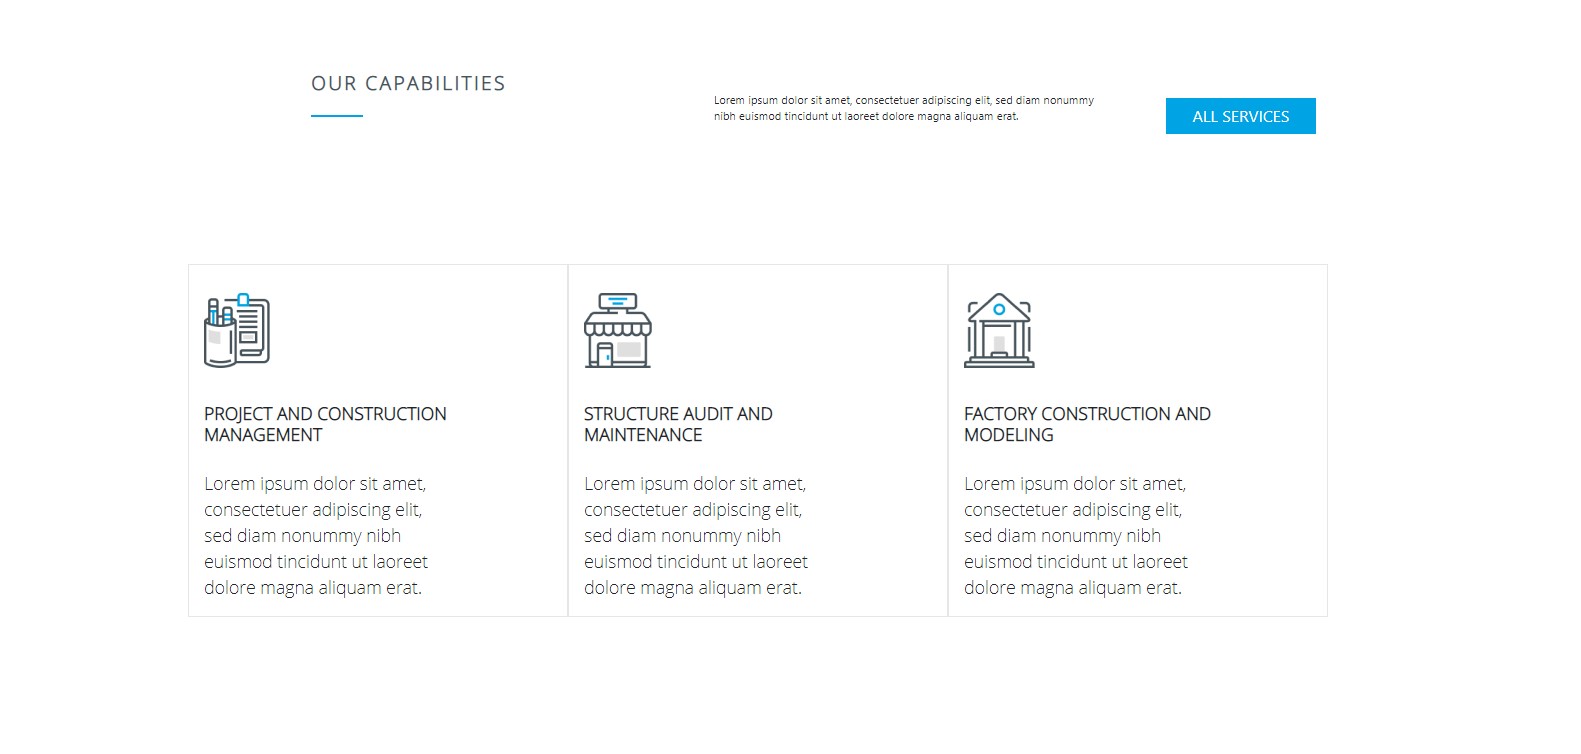 OUR CAPABILITIES
Lorem ipsum dolor sit amet, consectetuer adipiscing elit, sed diam nonummy
nibh euismod tincidunt ut laoreet dolore magna aliquam erat.
ALL SERVICES
PROJECT AND CONSTRUCTION
MANAGEMENT
Lorem ipsum dolor sit amet,
consectetuer adipiscing elit,
sed diam nonummy nibh
euismod tincidunt ut laoreet
dolore magna aliquam erat.
STRUCTURE AUDIT AND
MAINTENANCE
Lorem ipsum dolor sit amet,
consectetuer adipiscing elit,
sed diam nonummy nibh
euismod tincidunt ut laoreet
dolore magna aliquam erat.
FACTORY CONSTRUCTION AND
MODELING
Lorem ipsum dolor sit amet,
consectetuer adipiscing elit,
sed diam nonummy nibh
euismod tincidunt ut laoreet
dolore magna aliquam erat.